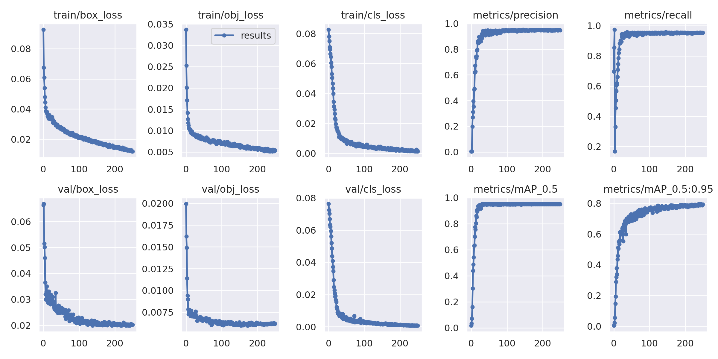 train/box_loss
train/obj_loss
train/cls_loss
metrics/precision
metrics/recall
0.08
0.06
0.04
0.02
0 100 200
0.035
0.030
0.025
0.020
0.015
0.010
0.005
0 100 200
results
0.08
0.06
0.04
0.02
0.00
0 100 200
1.0
0.8
0.6
0.4
0.2
0.0
0 100 200
1.0
0.8
0.6
0.4
0.2
0 100 200
val/box_loss
val/obj_loss
val/cls_loss
metrics/mAP_0.5
metrics/mAP_0.5:0.95
0.06
0.05
0.04
0.03
0.02
0 100 200
0.0200
0.0175
0.0150
0.0125
0.0100
0.0075
0 100 200
0.08
0.06
0.04
0.02
0.00
0 100 200
1.0
0.8
0.6
0.4
0.2
0.0
0 100 200
0.8
0.6
0.4
0.2
0.0
0 100 200